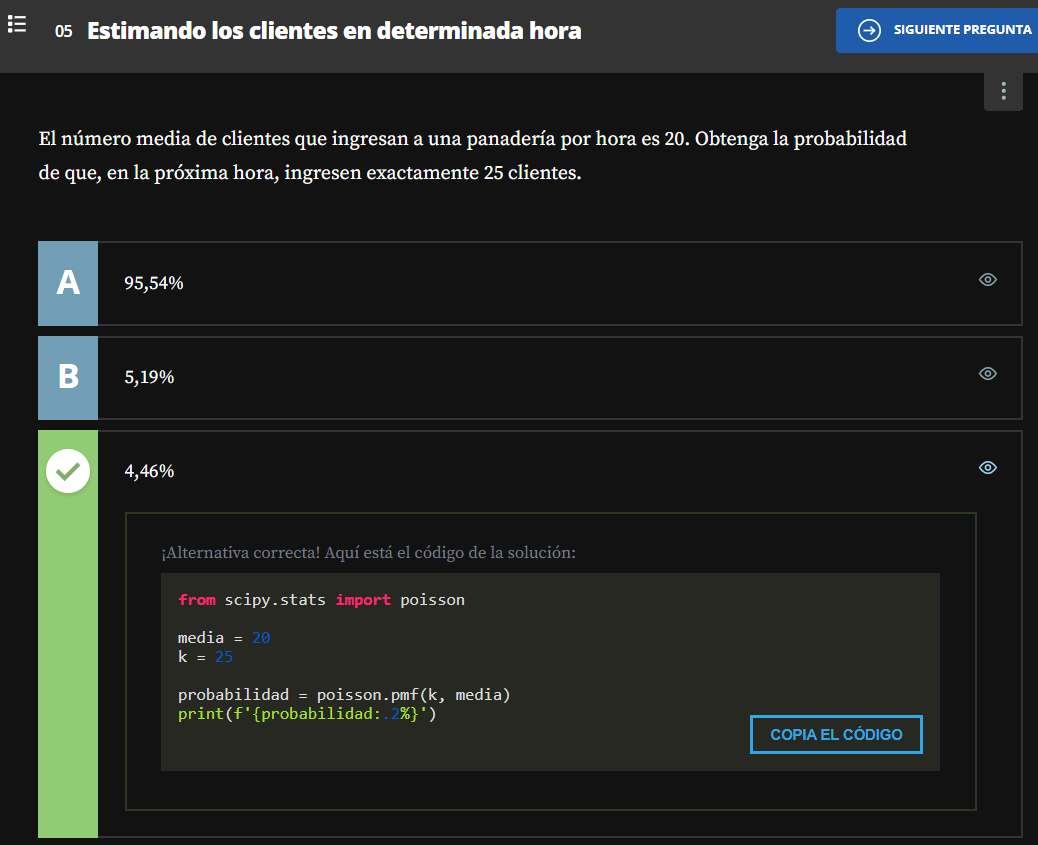 05 Estimando los clientes en determinada hora
SIGUIENTE PREGUNTA
El número media de clientes que ingresan a una panadería por hora es 20. Obtenga la probabilidad
de que, en la próxima hora, ingresen exactamente 25 clientes.
A
95,54%
B
5,19%
4,46%
¡Alternativa correcta! Aquí está el código de la solución:
from scipy.stats import poisson
media = 20
k = 25
probabilidad = poisson.pmf(k, media)
print(f'{probabilidad:.2%}')
COPIA EL CÓDIGO